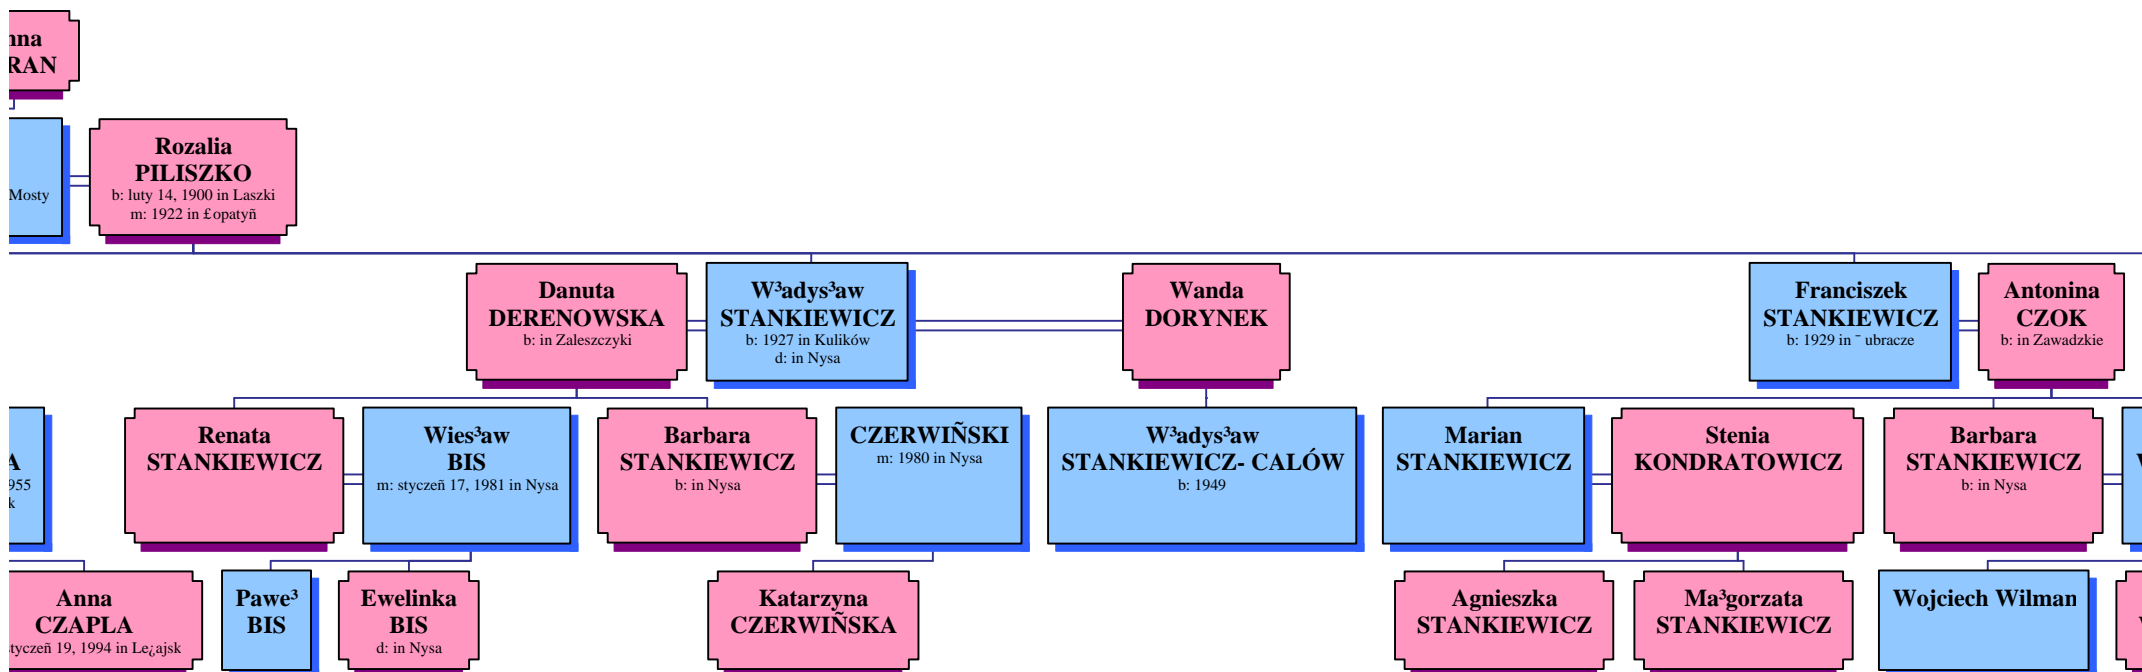 nna
RAN
Mosty
Rozalia
PILISZKO
b: luty 14, 1900 in Laszki
m: 1922 in £opatyñ
Danuta
DERENOWSKA
b: in Zaleszczyki
W³adys³aw
STANKIEWICZ
b: 1927 in Kulików
d: in Nysa
Wanda
DORYNEK
Franciszek
STANKIEWICZ
b: 1929 in ¯ ubracze
Antonina
CZOK
b: in Zawadzkie
A
955
k
Renata
STANKIEWICZ
Wies³aw
BIS
m: styczeñ 17, 1981 in Nysa
Barbara
STANKIEWICZ
b: in Nysa
CZERWIÑSKI
m: 1980 in Nysa
W³adys³aw
STANKIEWICZ- CALÓW
b: 1949
Marian
STANKIEWICZ
Stenia
KONDRATOWICZ
Barbara
STANKIEWICZ
b: in Nysa
Anna
CZAPLA
tyczeñ 19, 1994 in Le¿ajsk
Pawe³
BIS
Ewelinka
BIS
d: in Nysa
Katarzyna
CZERWIÑSKA
Agnieszka
STANKIEWICZ
Ma³gorzata
STANKIEWICZ
Wojciech Wilman